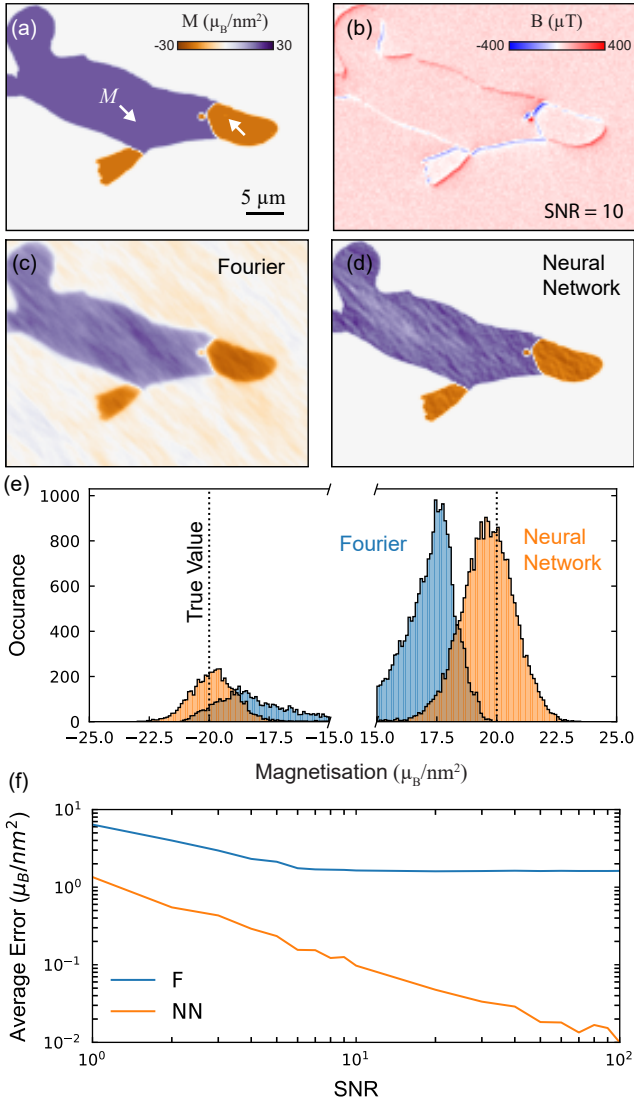 (a)
M (μB/nm²)
-30
30
M
5 μm
(b)
B (μT)
-400
400
SNR = 10
(c)
Fourier
(d)
Neural
Network
(e)
1000
800
600
400
200
0
Occurance
True Value
Fourier
Neural
Network
−25.0
−22.5
−20.0
−17.5
−15.0
15.0
17.5
20.0
22.5
25.0
Magnetisation (μB/nm²)
(f)
10¹
10⁰
10⁻¹
10⁻²
Average Error (μB/nm²)
F
NN
10⁰
10¹
10²
SNR